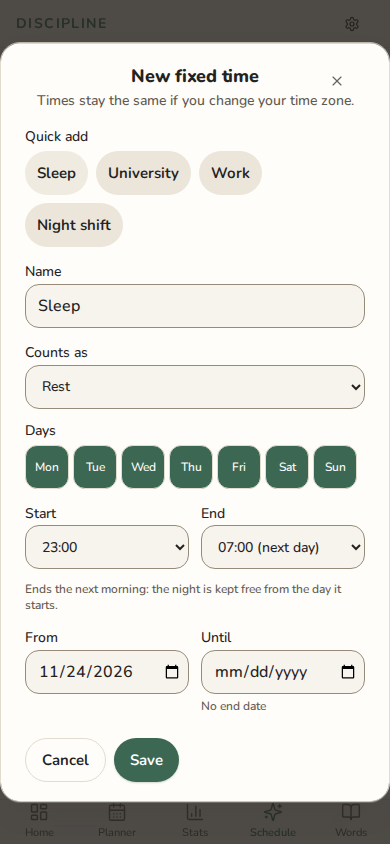 DISCIPLINE
New fixed time
Times stay the same if you change your time zone.
Quick add
Sleep
University
Work
Night shift
Name
Sleep
Counts as
Rest
Days
Mon
Tue
Wed
Thu
Fri
Sat
Sun
Start
End
23:00
07:00 (next day)
Ends the next morning: the night is kept free from the day it
starts.
From
Until
11/24/2026
mm/dd/yyyy
No end date
Cancel
Save
Home
Planner
Stats
Schedule
Words